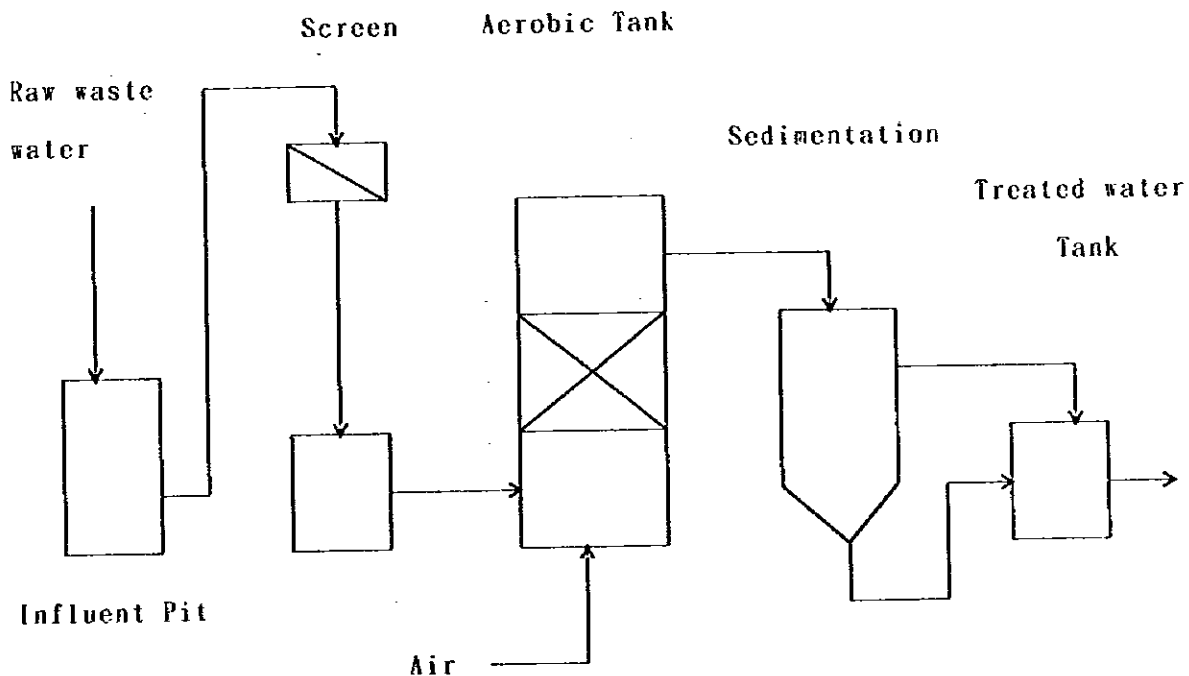 Screen
Aerobic Tank
Raw waste
water
Sedimentation
Treated water
Tank
Influent Pit
Air